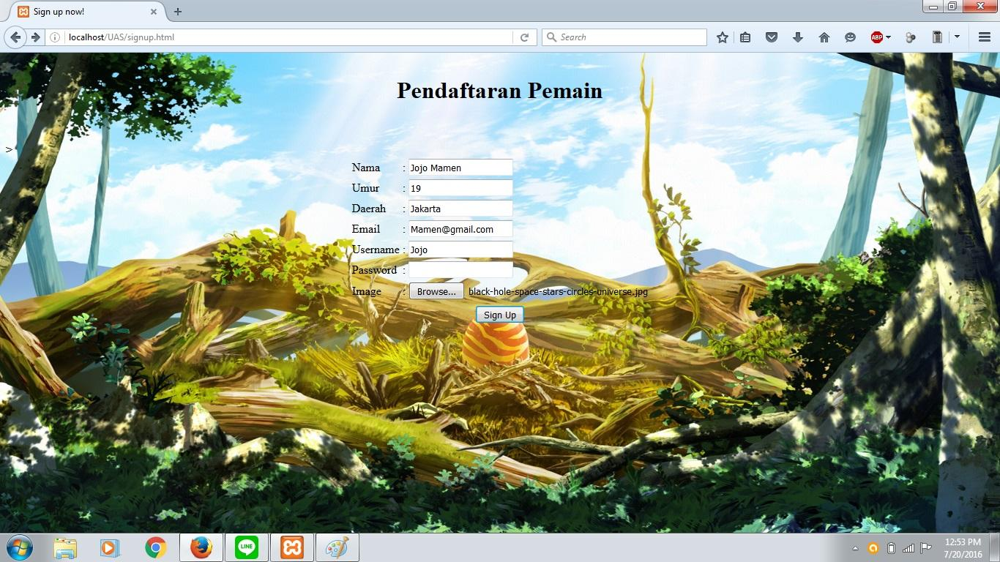 Sign up now!
localhost/UAS/signup.html
Search
ABP
Pendaftaran Pemain
>
Nama : Jojo Mamen
Umur : 19
Daerah : Jakarta
Email : Mamen@gmail.com
Username : Jojo
Password :
Image : Browse... black-hole-space-stars-circles-universe.jpg
Sign Up
LINE
12:53 PM
7/20/2016